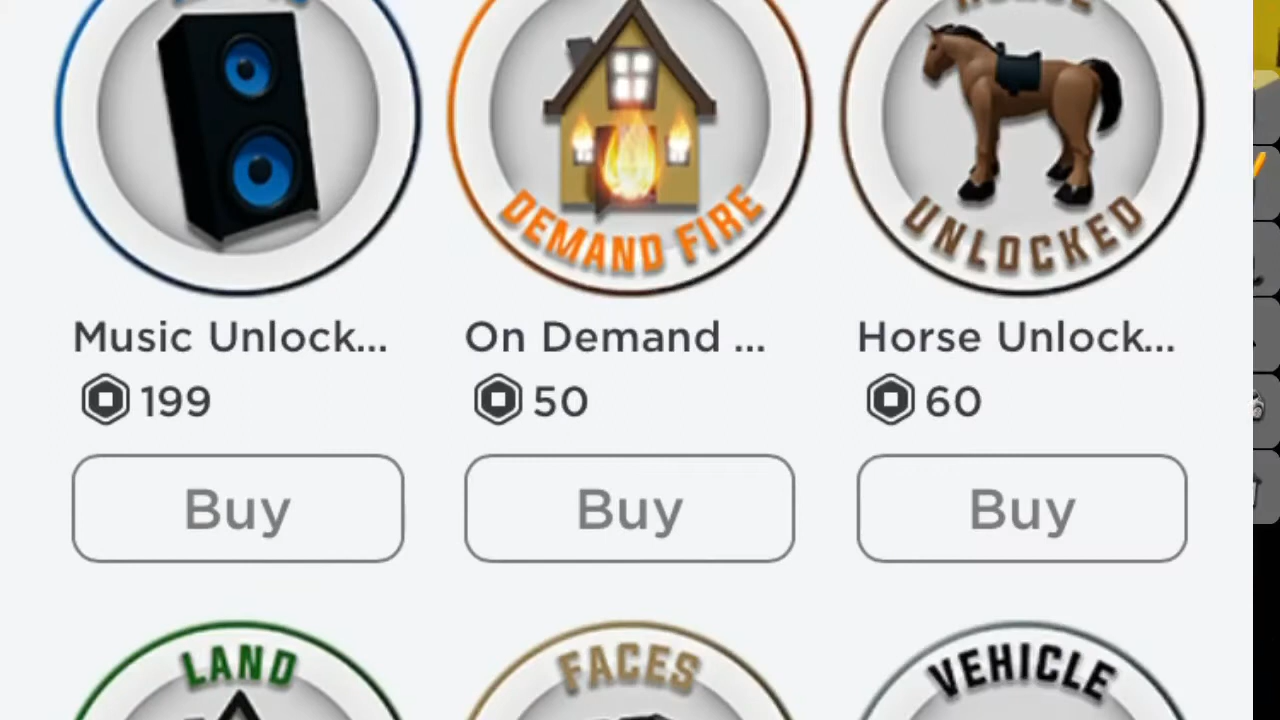 DEMAND FIRE
UNLOCKED
Music Unlock...
On Demand ...
Horse Unlock...
199
50
60
Buy
Buy
Buy
LAND
FACES
VEHICLE